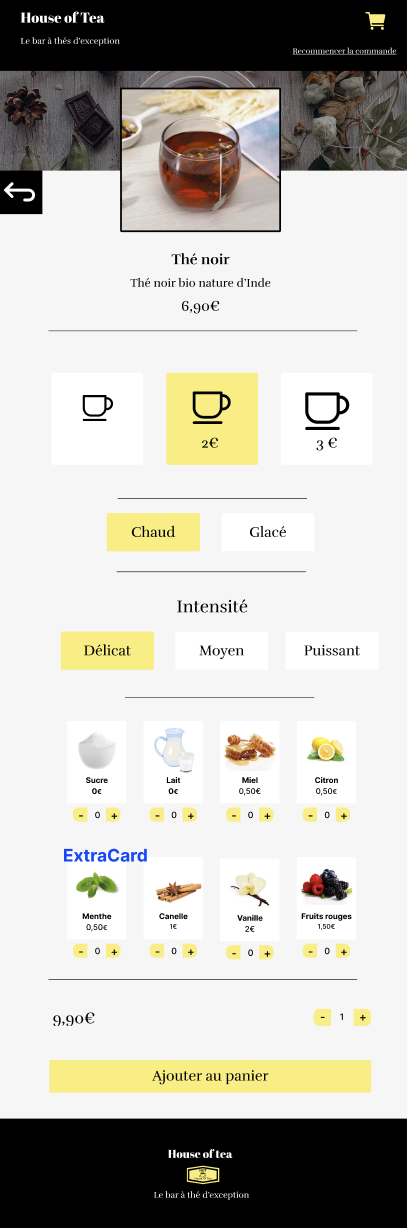 House of Tea
Le bar à thés d'exception
Recommencer la commande
Thé noir
Thé noir bio nature d'Inde
6,90€
2€
3 €
Chaud
Glacé
Intensité
Délicat
Moyen
Puissant
Sucre
0€
Lait
0€
Miel
0,50€
Citron
0,50€
- 0 +
- 0 +
- 0 +
- 0 +
ExtraCard
Menthe
0,50€
Canelle
1€
Vanille
2€
Fruits rouges
1,50€
- 0 +
- 0 +
- 0 +
- 0 +
9,90€
- 1 +
Ajouter au panier
House of tea
Le bar à thé d'exception